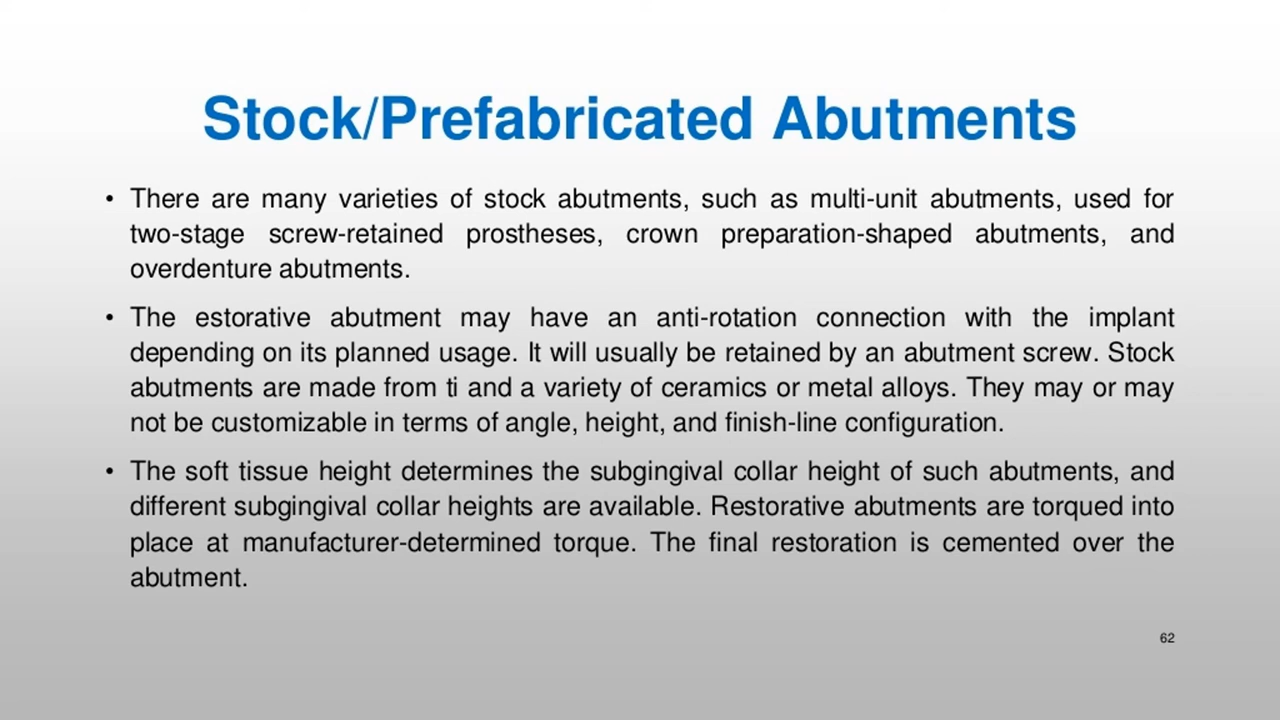 Stock/Prefabricated Abutments
• There are many varieties of stock abutments, such as multi-unit abutments, used for
two-stage screw-retained prostheses, crown preparation-shaped abutments, and
overdenture abutments.
• The estorative abutment may have an anti-rotation connection with the implant
depending on its planned usage. It will usually be retained by an abutment screw. Stock
abutments are made from ti and a variety of ceramics or metal alloys. They may or may
not be customizable in terms of angle, height, and finish-line configuration.
• The soft tissue height determines the subgingival collar height of such abutments, and
different subgingival collar heights are available. Restorative abutments are torqued into
place at manufacturer-determined torque. The final restoration is cemented over the
abutment.
62